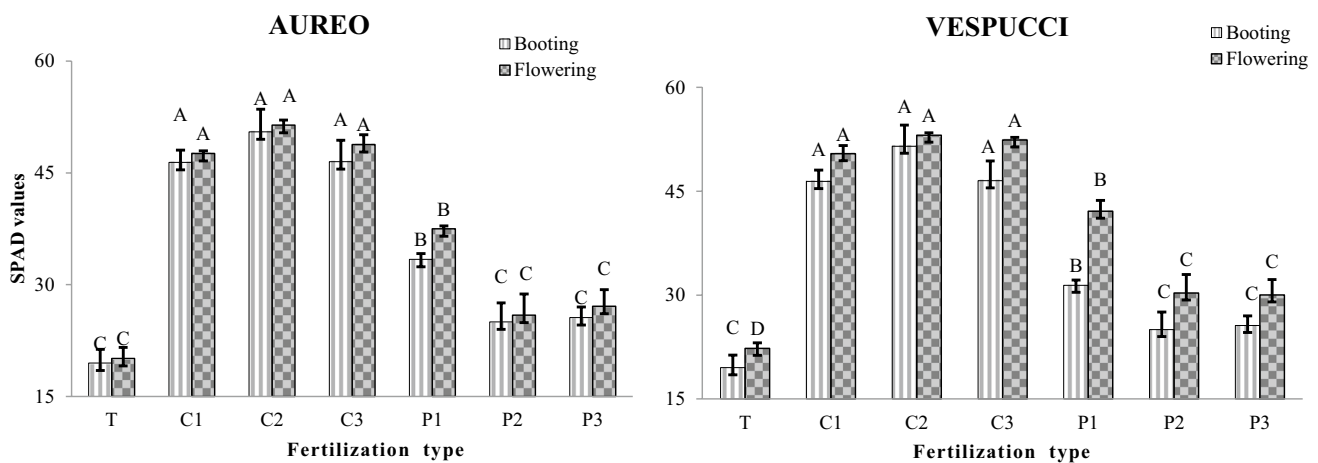 AUREO
Booting
Flowering
SPAD values
60
45
30
15
C C
A A
A A
A A
B B
C C
C C
T C1 C2 C3 P1 P2 P3
Fertilization type
VESPUCCI
Booting
Flowering
60
45
30
15
C D
A A
A A
A A
B B
C C
C C
T C1 C2 C3 P1 P2 P3
Fertilization type